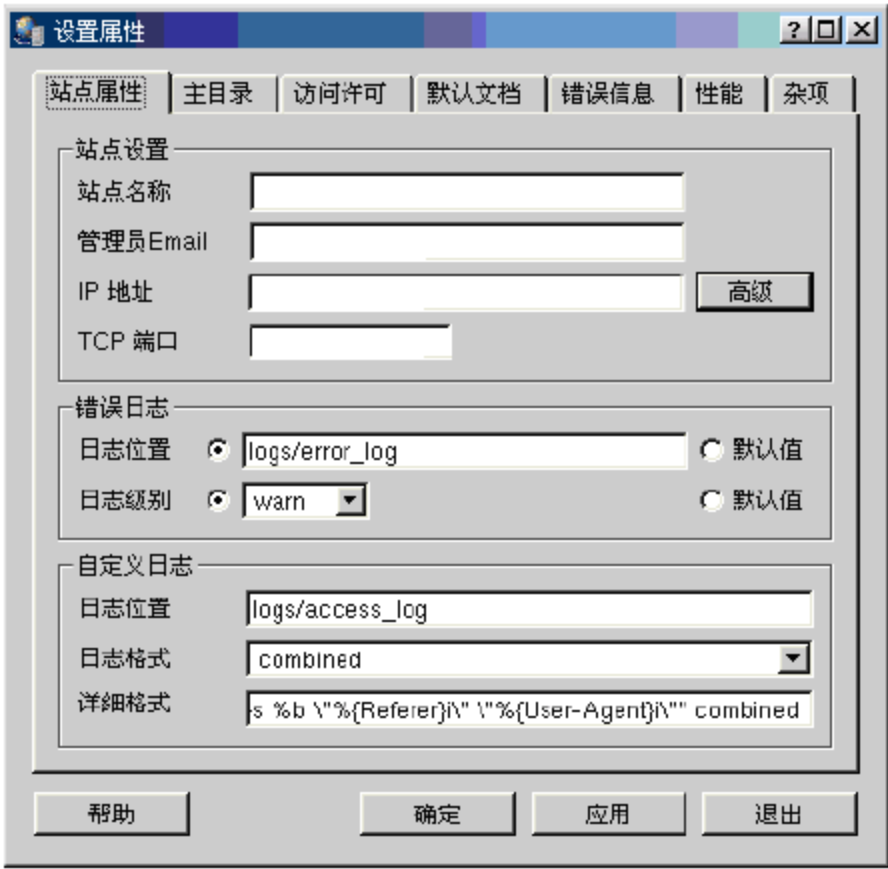 设置属性
站点属性 主目录 访问许可 默认文档 错误信息 性能 杂项
站点设置
站点名称
管理员Email
IP 地址 高级
TCP 端口
错误日志
日志位置 logs/error_log 默认值
日志级别 warn 默认值
自定义日志
日志位置 logs/access_log
日志格式 combined
详细格式 s %b \"%{Referer}i\" \"%{User-Agent}i\"" combined
帮助 确定 应用 退出